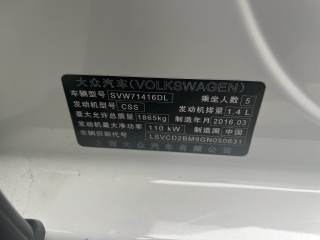 大众汽车(VOLKSWAGEN)
车辆型号 SVW71416DL 乘坐人数 5
发动机型号 CSS 发动机排量 1.4 L
最大允许总质量 1865kg 制造年月 2016.03
发动机最大净功率 110 kW 制造国 中国
车辆识别代号 LSVCD2BM9GN050631
上海大众汽车有限公司